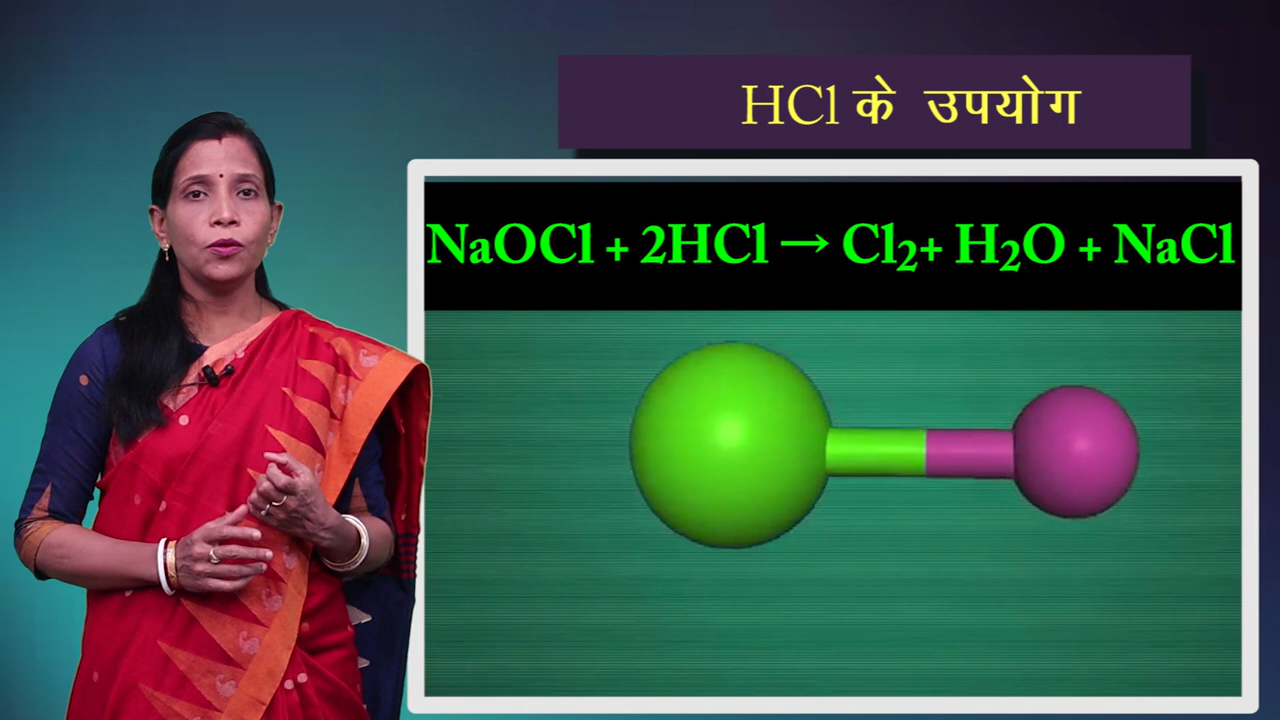 HCl के उपयोग
NaOCl + 2HCl → Cl₂+ H₂O + NaCl